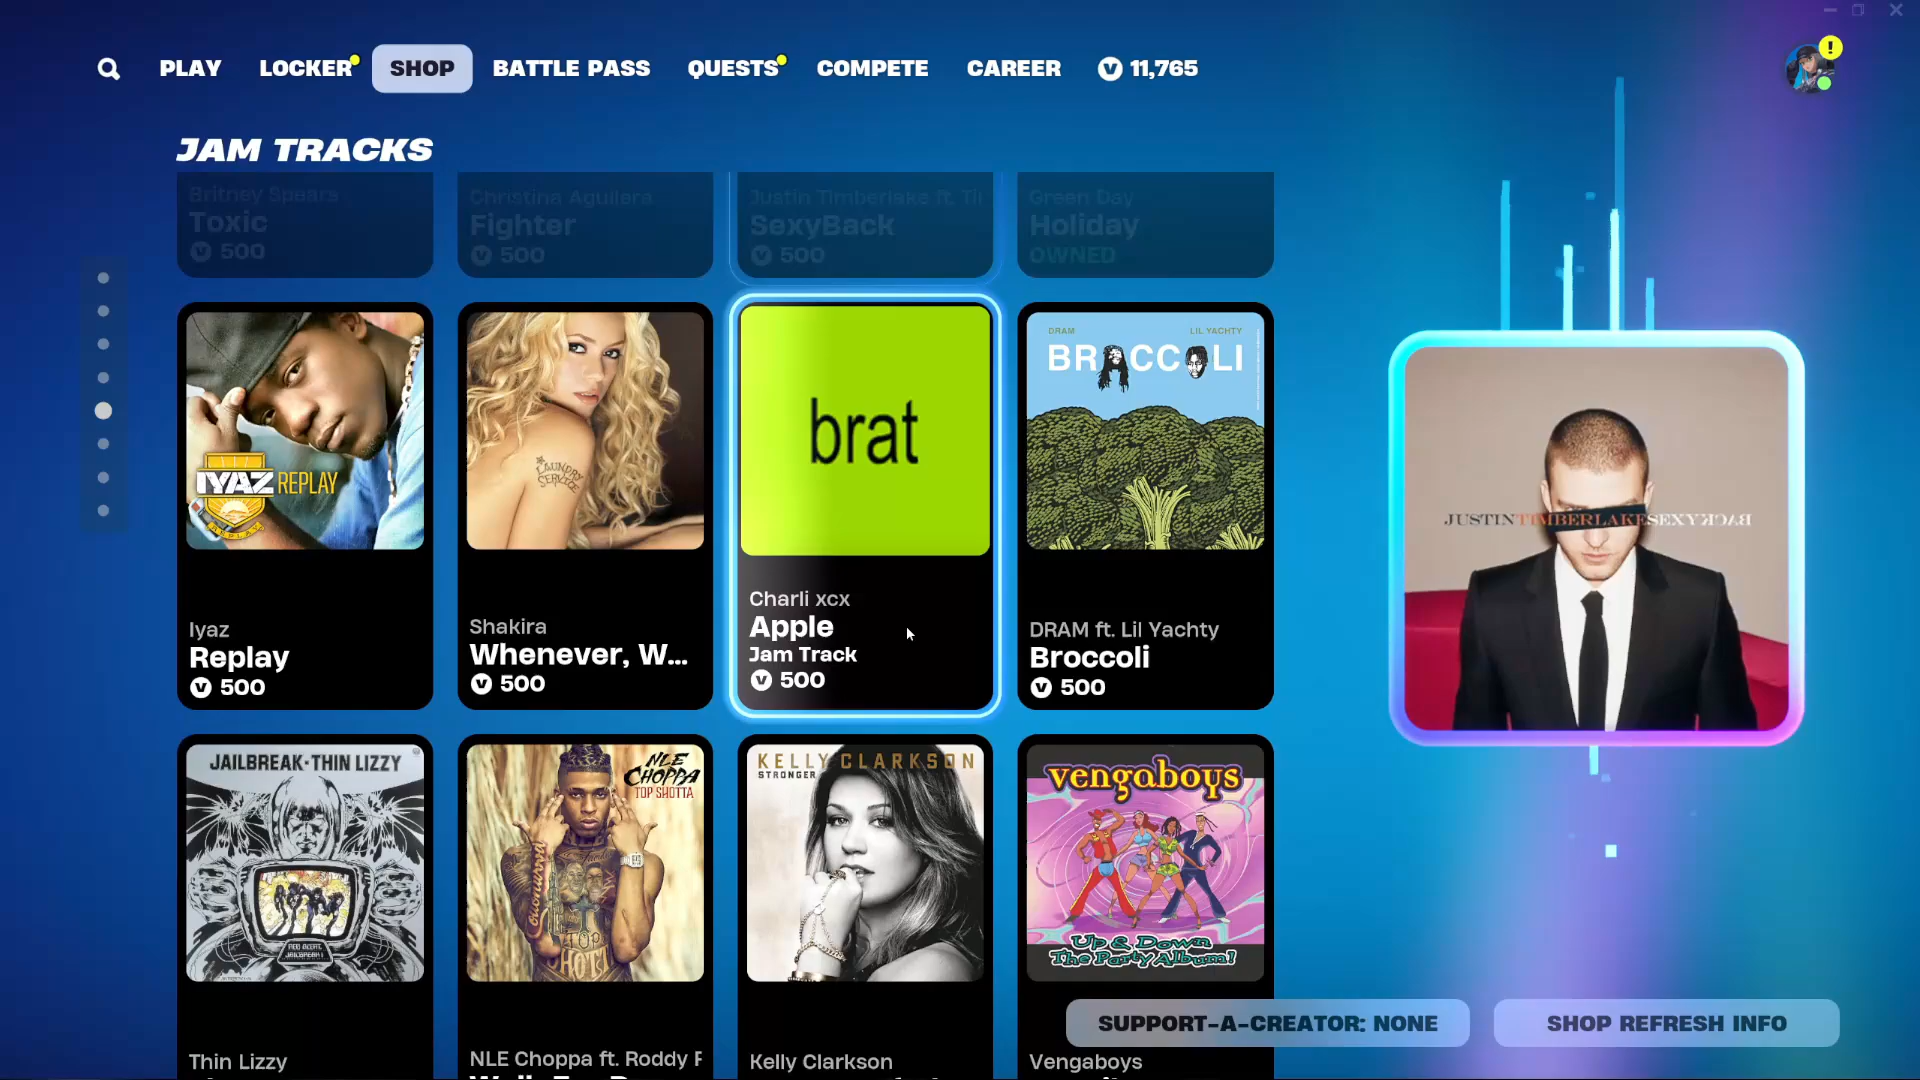 PLAY LOCKER SHOP BATTLE PASS QUESTS COMPETE CAREER 11,765
JAM TRACKS
Britney Spears
Toxic
500
Christina Aguilera
Fighter
500
Justin Timberlake ft. Ti
SexyBack
500
Green Day
Holiday
OWNED
IYAZ REPLAY
Iyaz
Replay
500
LAUNDRY
SERVICE
Shakira
Whenever, W...
500
brat
Charli xcx
Apple
Jam Track
500
DRAM LIL YACHTY
BROCCOLI
DRAM ft. Lil Yachty
Broccoli
500
JUSTINTIMBERLAKESEXYBACK
JAILBREAK·THIN LIZZY
Thin Lizzy
NLE
CHOPPA
TOP SHOTTA
NLE Choppa ft. Roddy R
KELLY CLARKSON
STRONGER
Kelly Clarkson
vengaboys
Up & Down
The Party Album!
Vengaboys
SUPPORT-A-CREATOR: NONE
SHOP REFRESH INFO